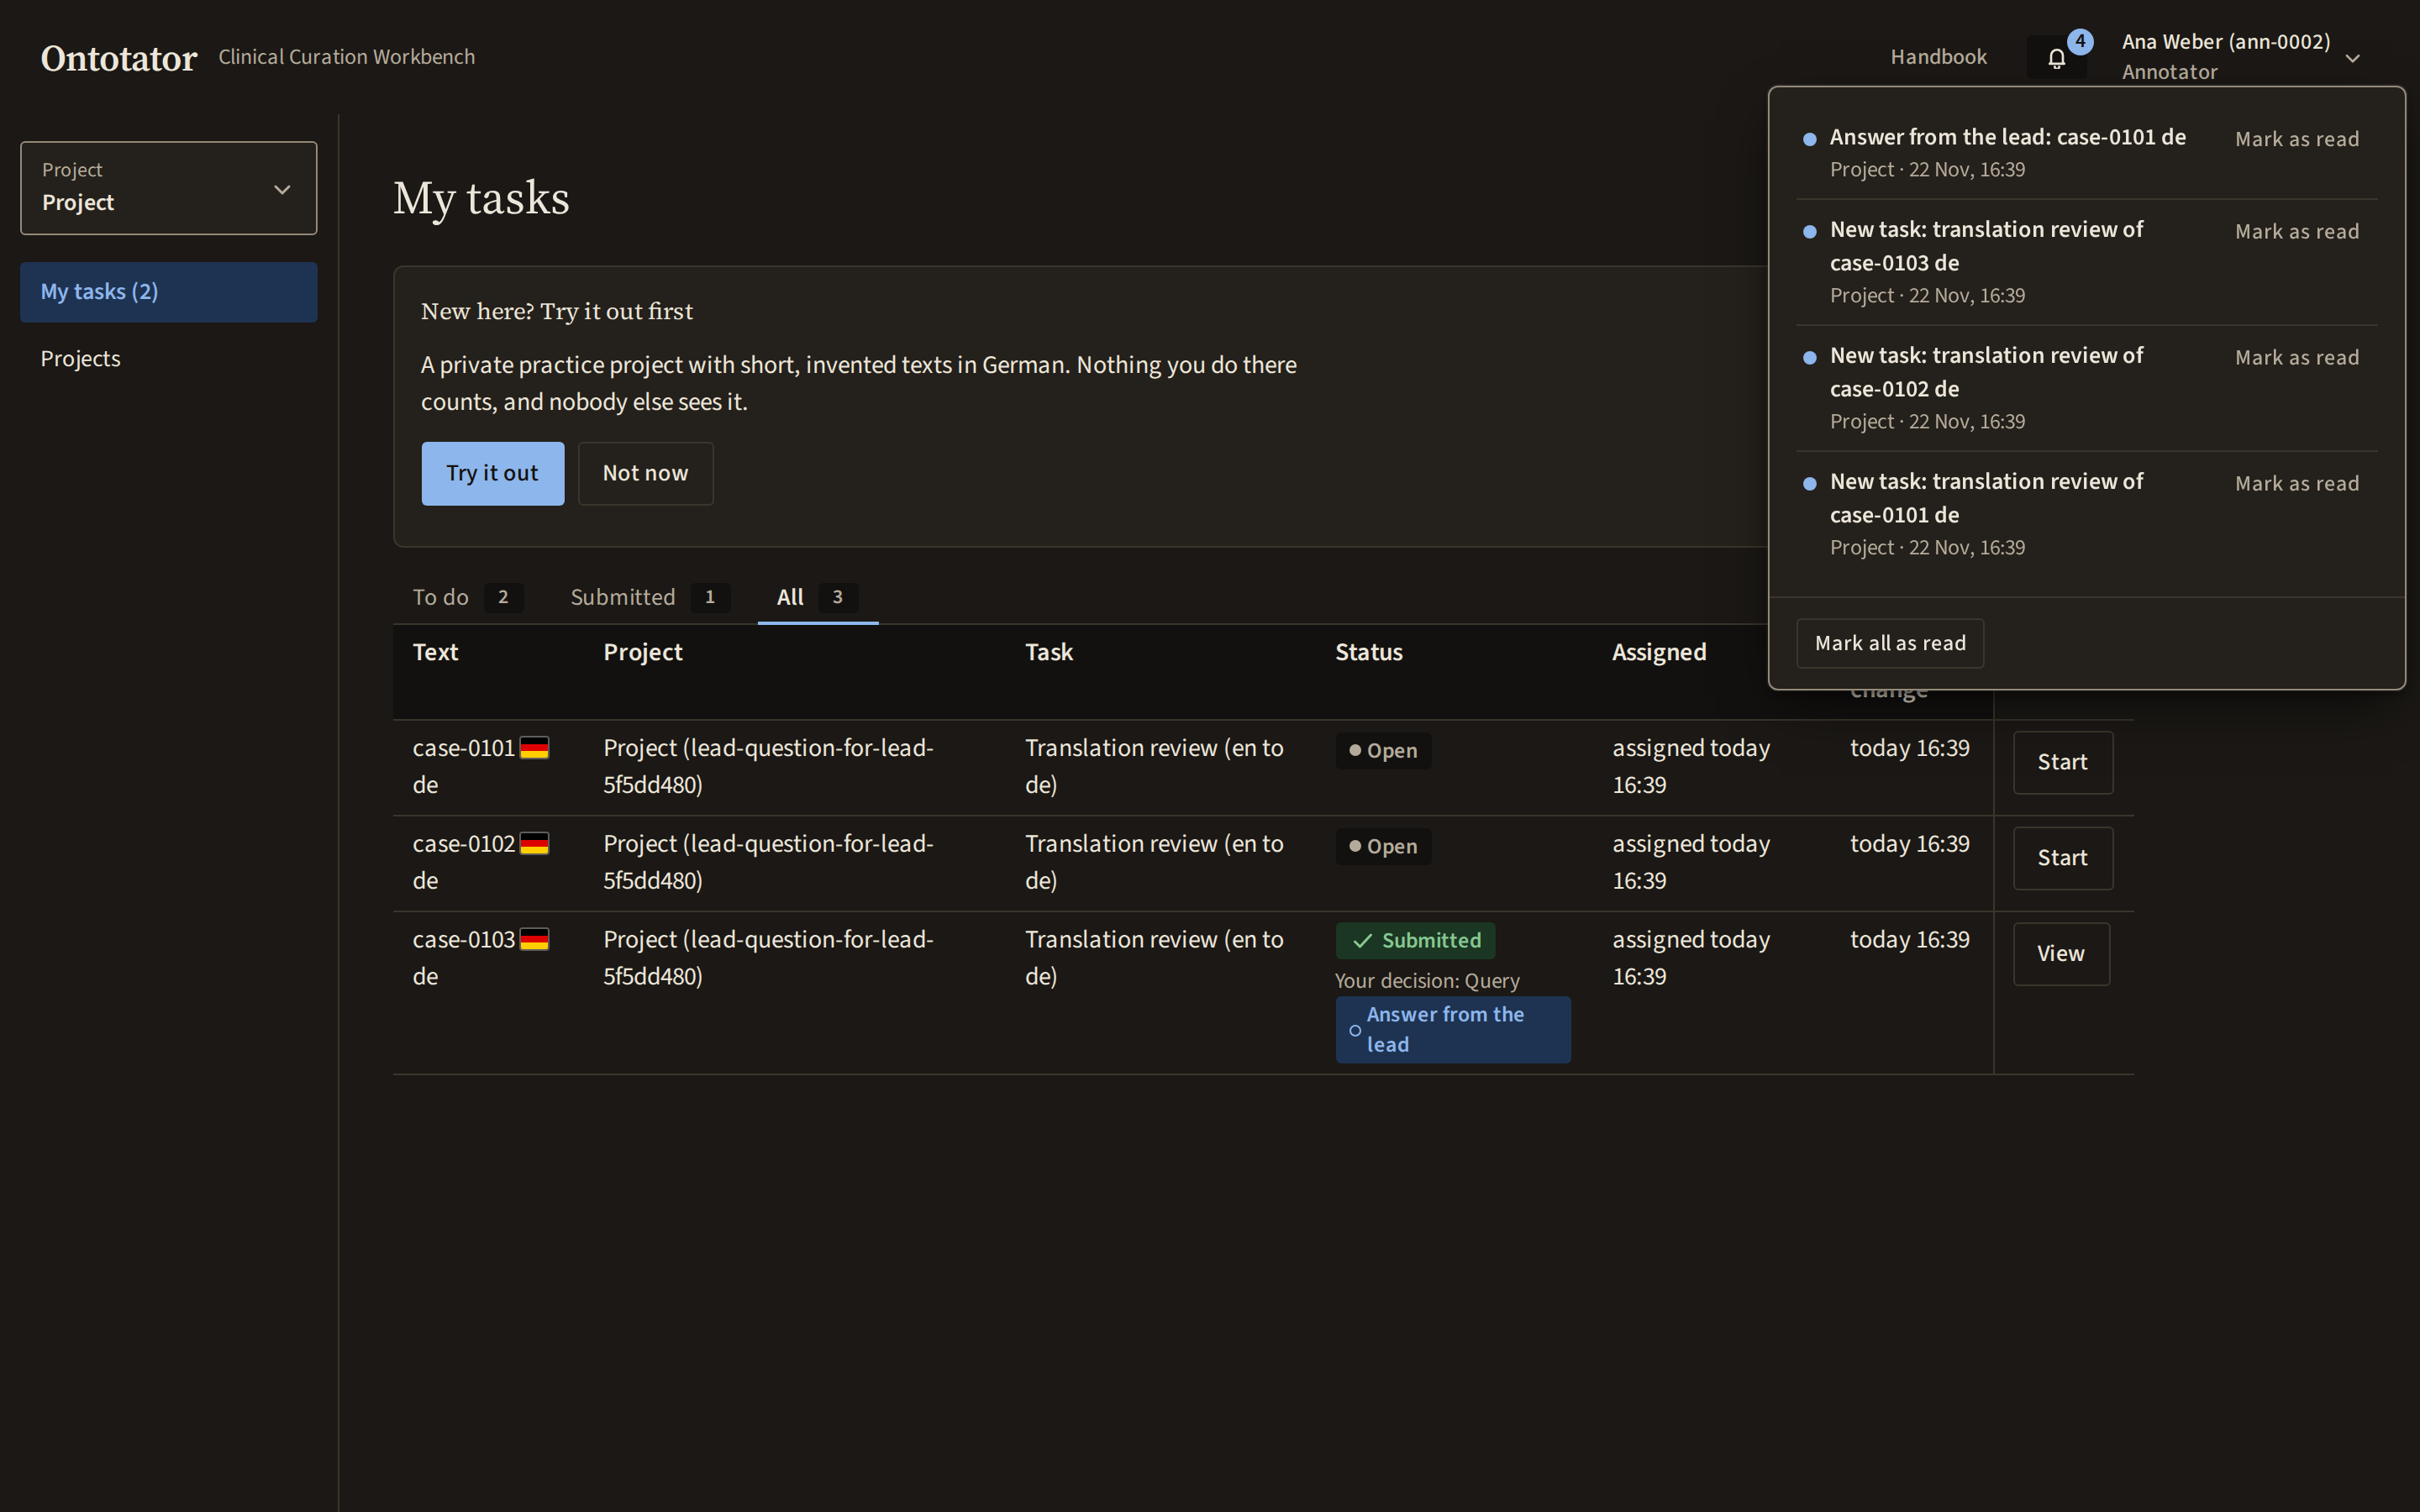 Ontotator Clinical Curation Workbench
Handbook
4
Ana Weber (ann-0002)
Annotator
Project
Project
My tasks (2)
Projects
My tasks
New here? Try it out first
A private practice project with short, invented texts in German. Nothing you do there
counts, and nobody else sees it.
Try it out
Not now
Answer from the lead: case-0101 de
Mark as read
Project · 22 Nov, 16:39
New task: translation review of
case-0103 de
Mark as read
Project · 22 Nov, 16:39
New task: translation review of
case-0102 de
Mark as read
Project · 22 Nov, 16:39
New task: translation review of
case-0101 de
Mark as read
Project · 22 Nov, 16:39
Mark all as read
To do 2
Submitted 1
All 3
Text Project Task Status Assigned
change
case-0101 Project (lead-question-for-lead- Translation review (en to Open assigned today today 16:39 Start
de 5f5dd480) de) 16:39
case-0102 Project (lead-question-for-lead- Translation review (en to Open assigned today today 16:39 Start
de 5f5dd480) de) 16:39
case-0103 Project (lead-question-for-lead- Translation review (en to Submitted assigned today today 16:39 View
de 5f5dd480) de) Your decision: Query 16:39
Answer from the
lead